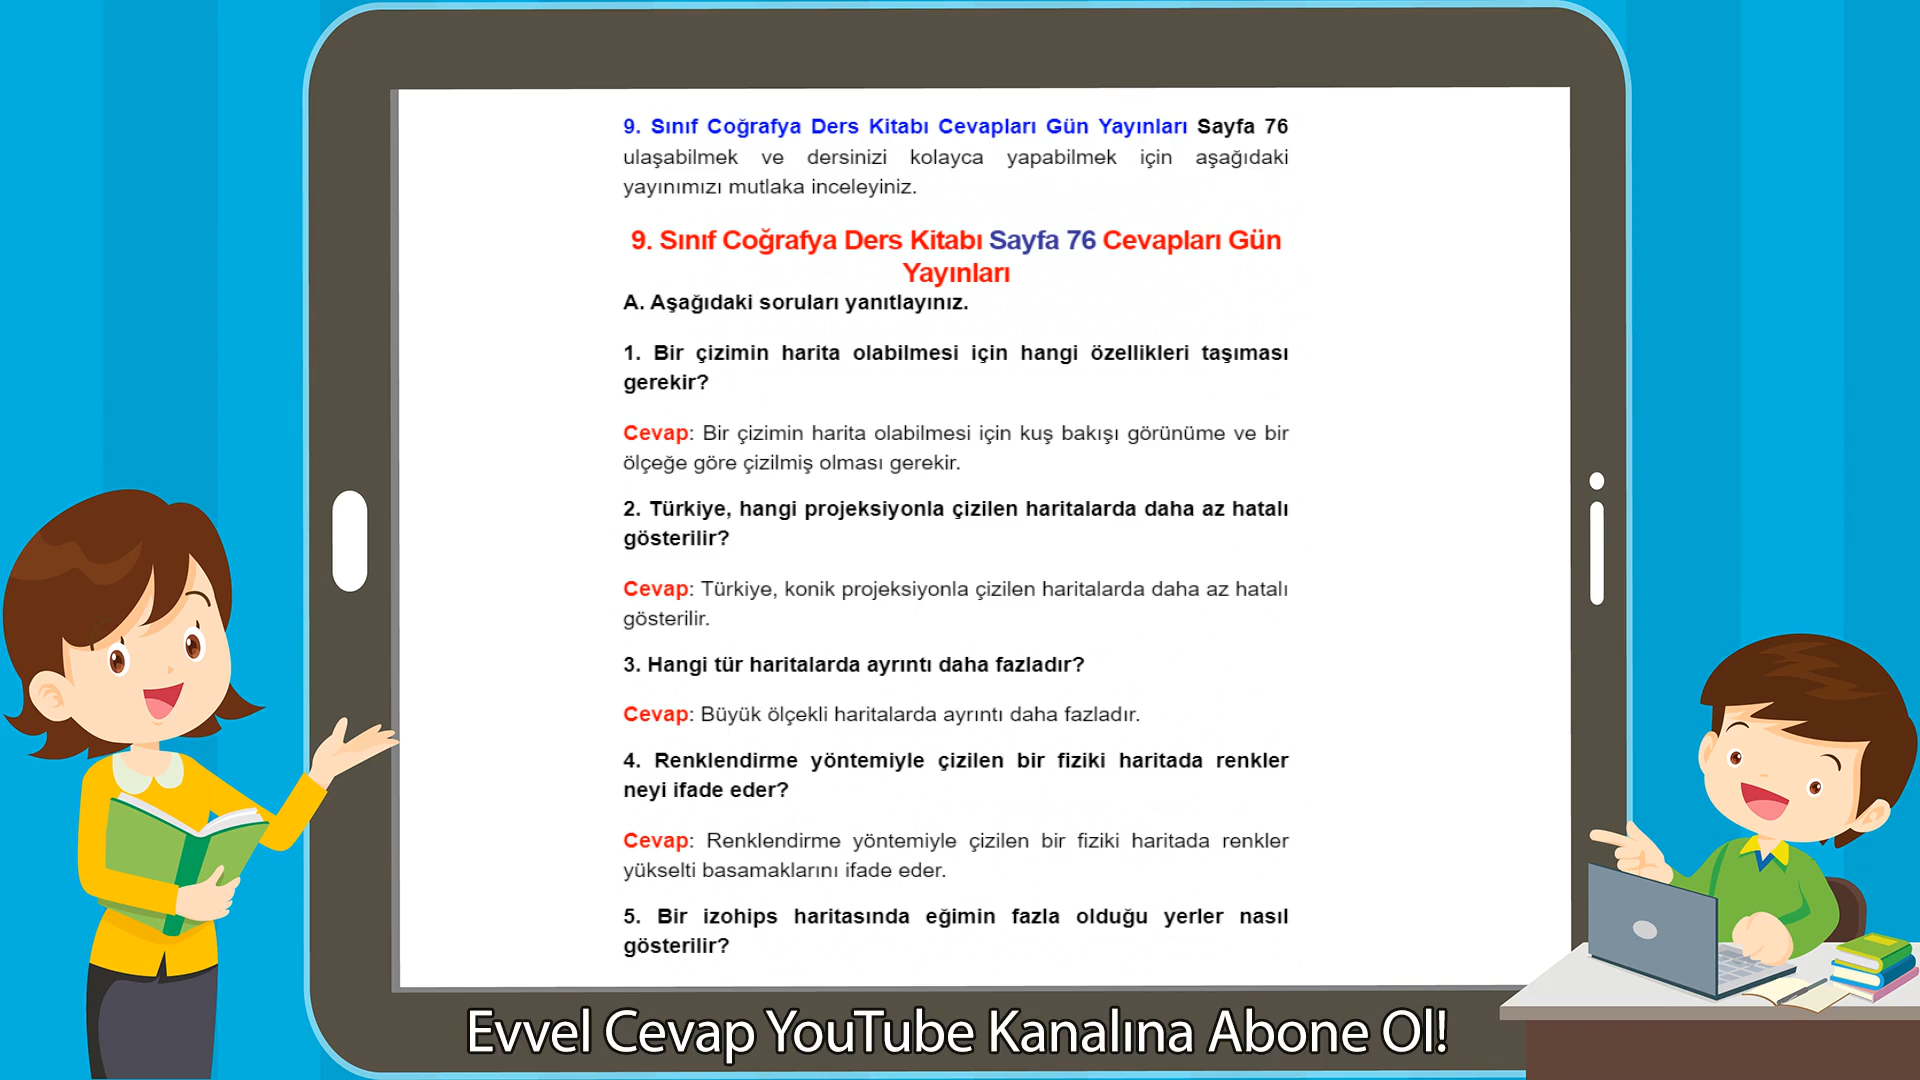 9. Sınıf Coğrafya Ders Kitabı Cevapları Gün Yayınları Sayfa 76
ulaşabilmek ve dersinizi kolayca yapabilmek için aşağıdaki
yayınımızı mutlaka inceleyiniz.
9. Sınıf Coğrafya Ders Kitabı Sayfa 76 Cevapları Gün
Yayınları
A. Aşağıdaki soruları yanıtlayınız.
1. Bir çizimin harita olabilmesi için hangi özellikleri taşıması
gerekir?
Cevap: Bir çizimin harita olabilmesi için kuş bakışı görünüme ve bir
ölçeğe göre çizilmiş olması gerekir.
2. Türkiye, hangi projeksiyonla çizilen haritalarda daha az hatalı
gösterilir?
Cevap: Türkiye, konik projeksiyonla çizilen haritalarda daha az hatalı
gösterilir.
3. Hangi tür haritalarda ayrıntı daha fazladır?
Cevap: Büyük ölçekli haritalarda ayrıntı daha fazladır.
4. Renklendirme yöntemiyle çizilen bir fiziki haritada renkler
neyi ifade eder?
Cevap: Renklendirme yöntemiyle çizilen bir fiziki haritada renkler
yükselti basamaklarını ifade eder.
5. Bir izohips haritasında eğimin fazla olduğu yerler nasıl
gösterilir?
Evvel Cevap YouTube Kanalına Abone Ol!